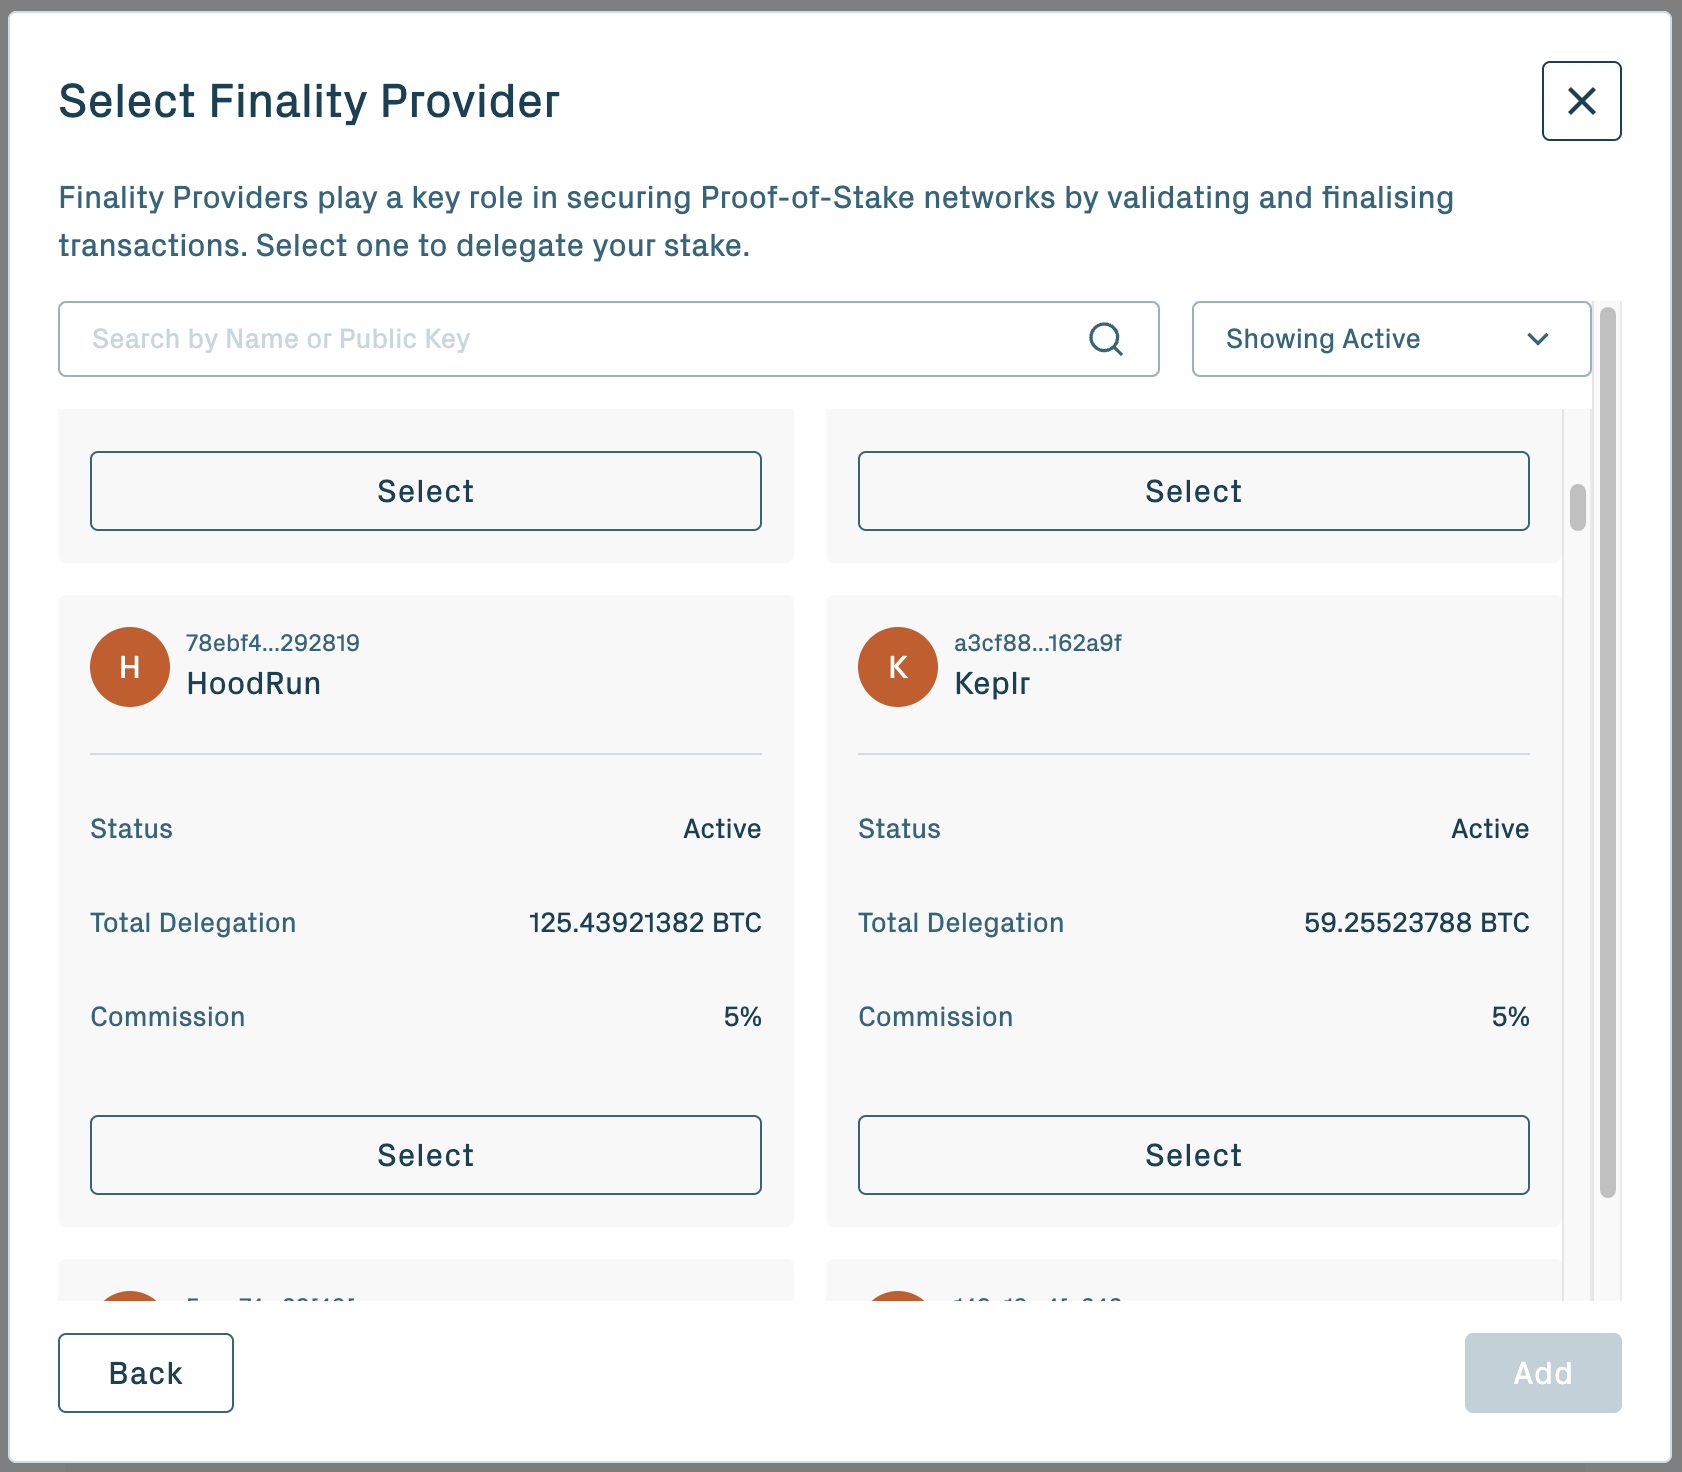 Select Finality Provider
Finality Providers play a key role in securing Proof-of-Stake networks by validating and finalising
transactions. Select one to delegate your stake.
Search by Name or Public Key
Showing Active
Select
Select
H
78ebf4...292819
HoodRun
Status
Active
Total Delegation
125.43921382 BTC
Commission
5%
Select
K
a3cf88...162a9f
Keplr
Status
Active
Total Delegation
59.25523788 BTC
Commission
5%
Select
Back
Add